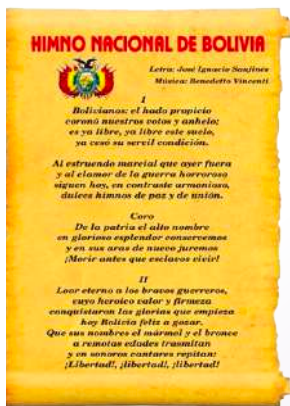 HIMNO NACIONAL DE BOLIVIA
Letra: José Ignacio Sanjinés
Música: Benedetto Vincenti
I
Bolivianos: el hado propicio
coronó nuestros votos y anhelo;
es ya libre, ya libre este suelo,
ya cesó su servil condición.
Al estruendo marcial que ayer fuera
y al clamor de la guerra horroroso
siguen hoy, en contraste armonioso,
dulces himnos de paz y de unión.
Coro
De la patria el alto nombre
en glorioso esplendor conservemos
y en sus aras de nuevo juremos
¡Morir antes que esclavos vivir!
II
Loor eterno a los bravos guerreros,
cuyo heroico valor y firmeza
conquistaron las glorias que empieza
hoy Bolivia feliz a gozar.
Que sus nombres el mármol y el bronce
a remotas edades trasmitan
y en sonoros cantares repitan:
¡Libertad!, ¡libertad!, ¡libertad!